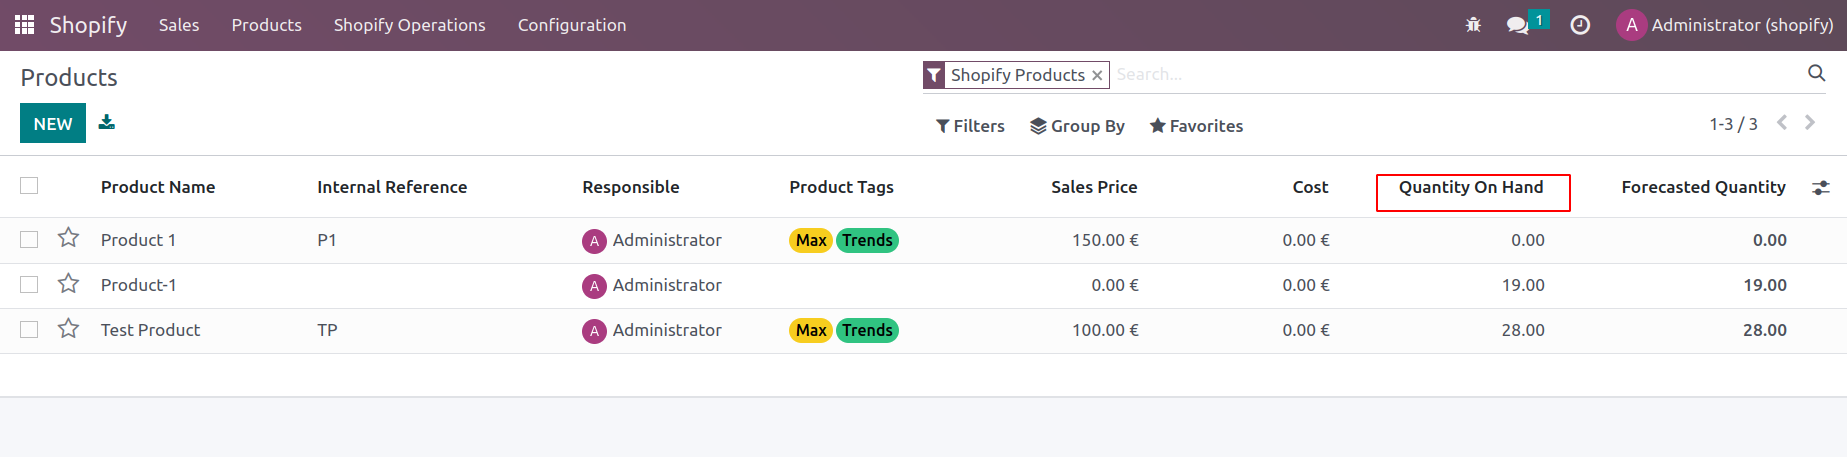 Shopify Sales Products Shopify Operations Configuration 1 A Administrator (shopify)
Products Shopify Products × Search...
NEW Filters Group By Favorites 1-3 / 3
Product Name Internal Reference Responsible Product Tags Sales Price Cost Quantity On Hand Forecasted Quantity
Product 1 P1 A Administrator Max Trends 150.00 € 0.00 € 0.00 0.00
Product-1 A Administrator 0.00 € 0.00 € 19.00 19.00
Test Product TP A Administrator Max Trends 100.00 € 0.00 € 28.00 28.00